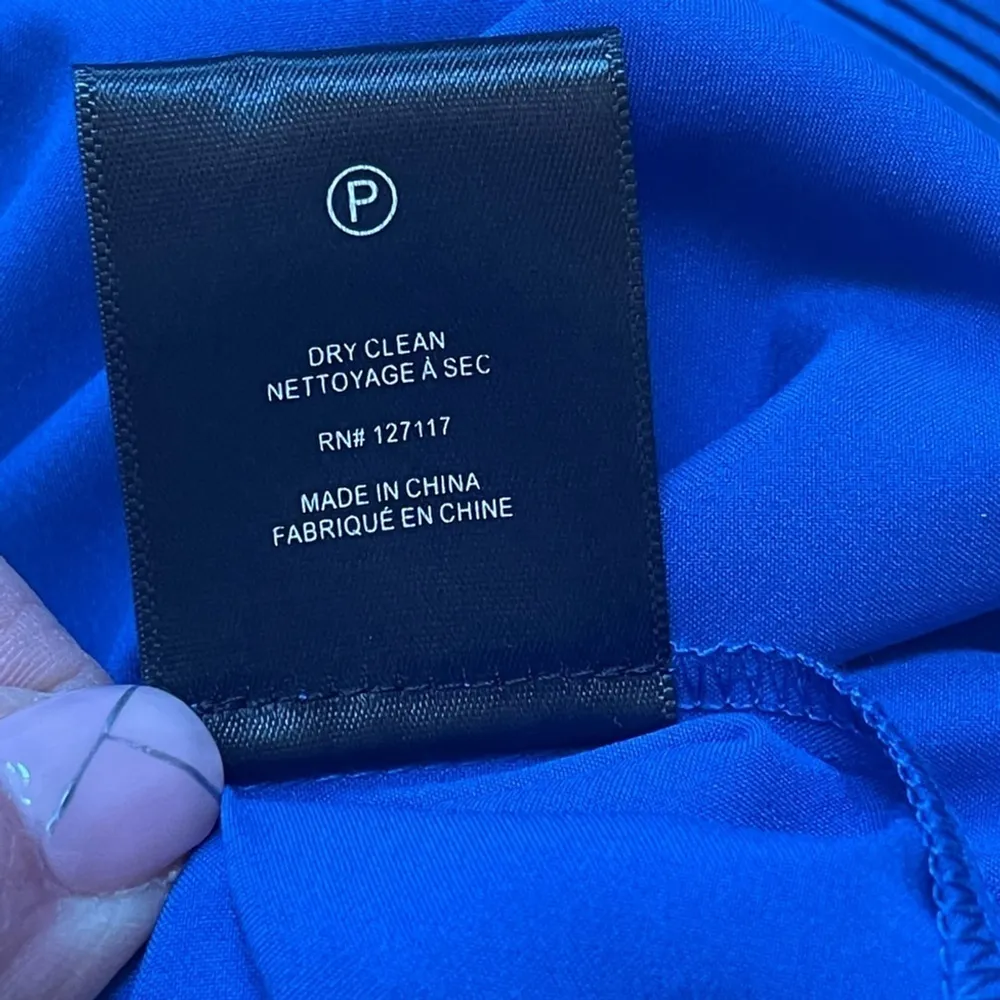 P
DRY CLEAN
NETTOYAGE À SEC
RN# 127117
MADE IN CHINA
FABRIQUÉ EN CHINE